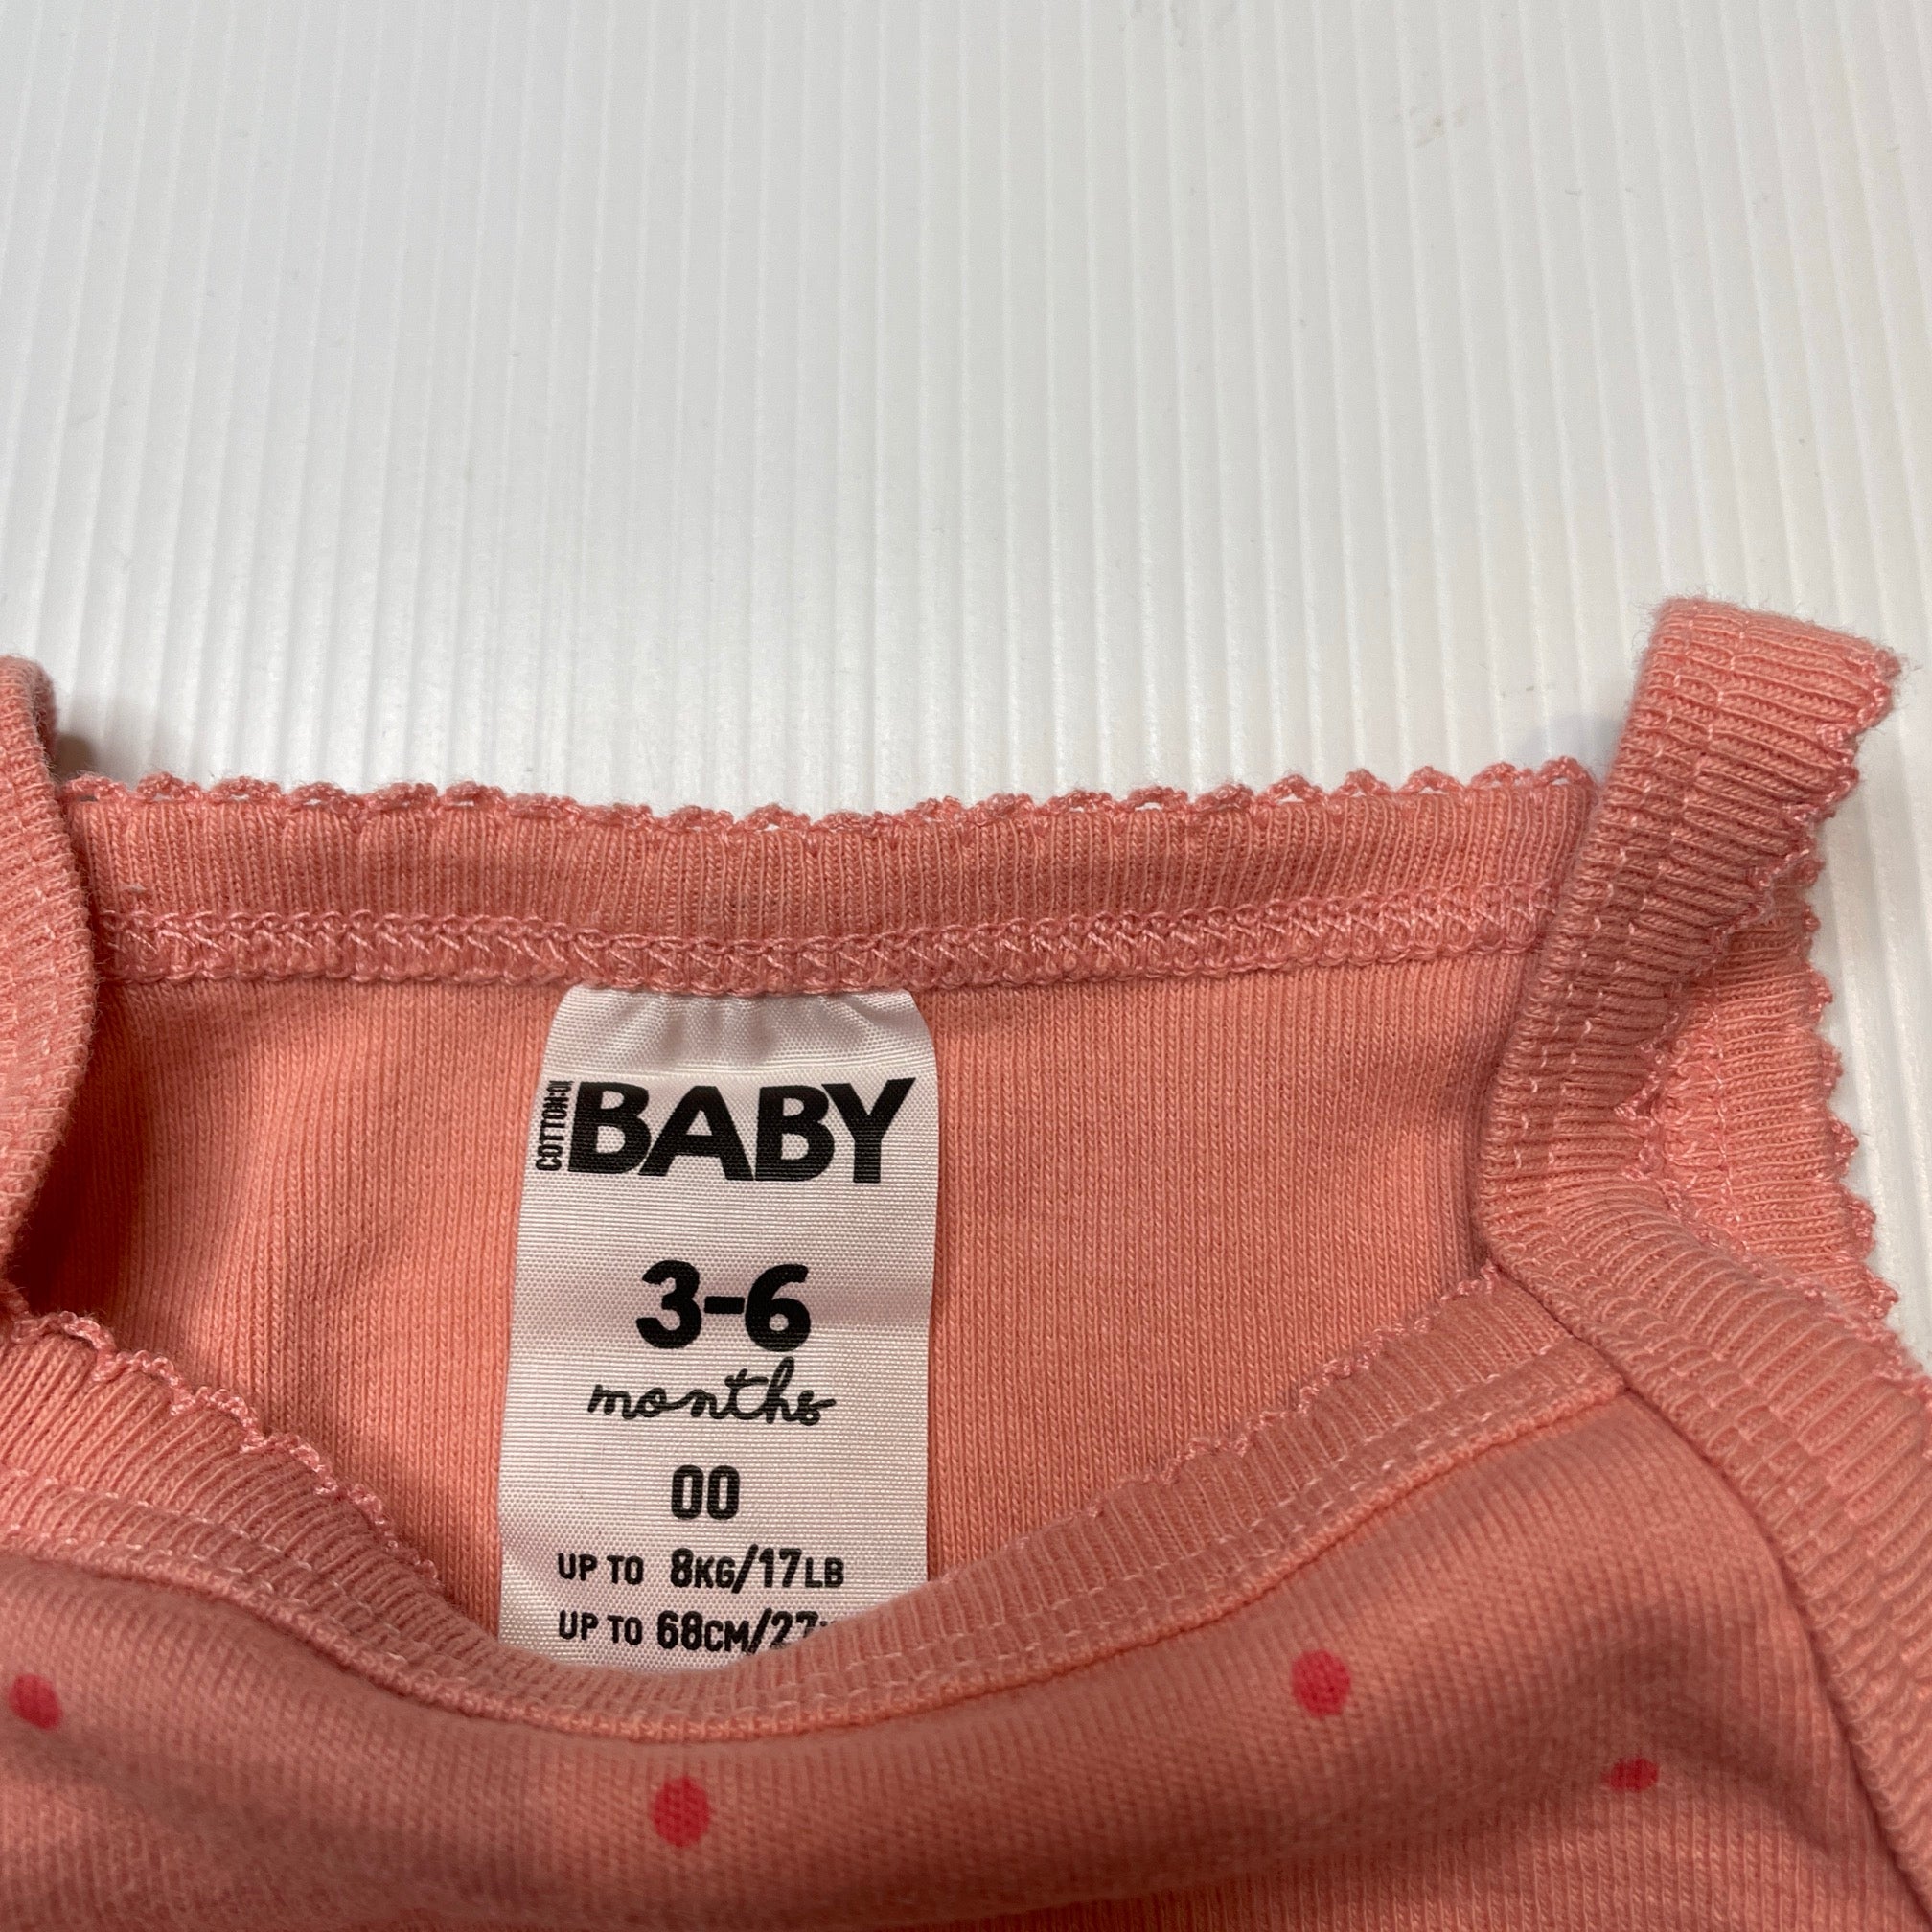 COTTON:ON
BABY
3-6
months
00
UP TO 8KG/17LB
UP TO 68CM/27